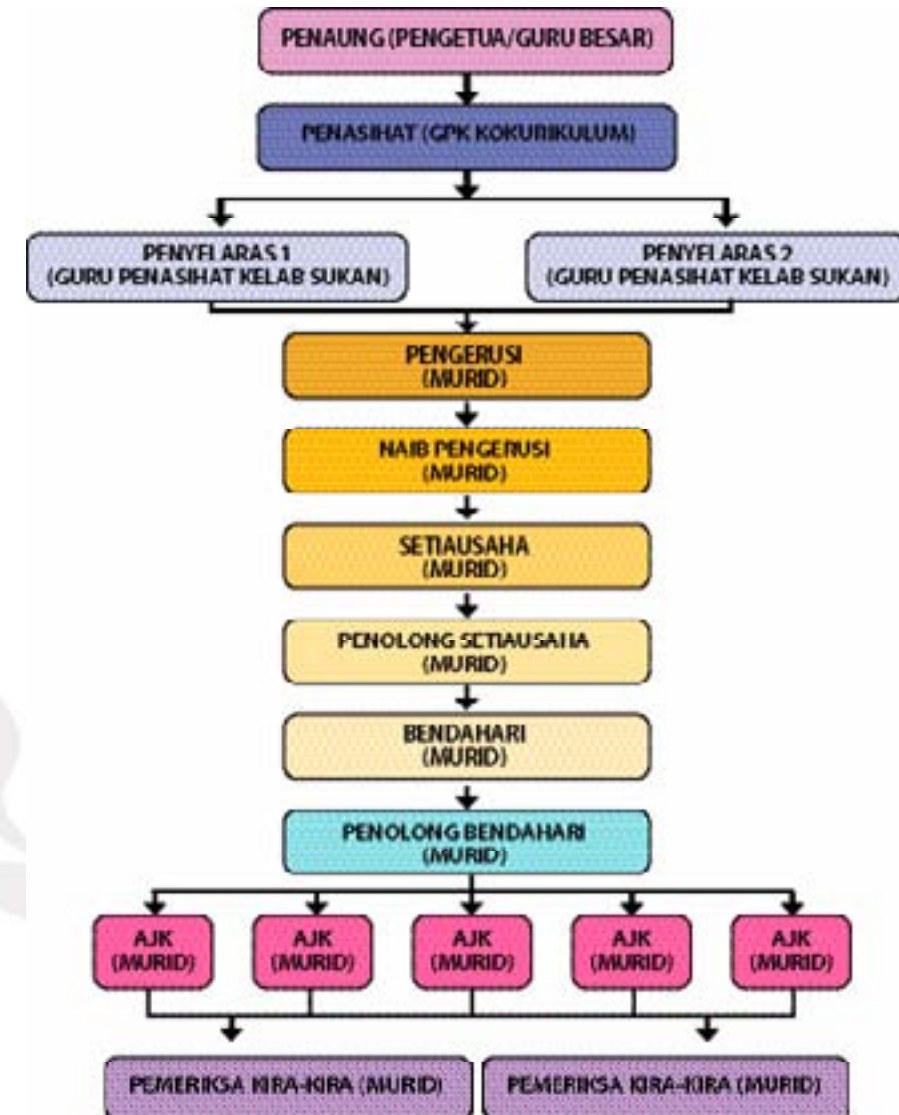 PENAUNG (PENGETUA/GURU BESAR)
PENASIHAT (GPK KOKURIKULUM)
PENYELARAS 1
(GURU PENASIHAT KELAB SUKAN)
PENYELARAS 2
(GURU PENASIHAT KELAB SUKAN)
PENGERUSI
(MURID)
NAIB PENGERUSI
(MURID)
SETIAUSAHA
(MURID)
PENOLONG SETIAUSAHA
(MURID)
BENDAHARI
(MURID)
PENOLONG BENDAHARI
(MURID)
AJK
(MURID)
AJK
(MURID)
AJK
(MURID)
AJK
(MURID)
AJK
(MURID)
PEMERIKSA KIRA-KIRA (MURID)
PEMERIKSA KIRA-KIRA (MURID)